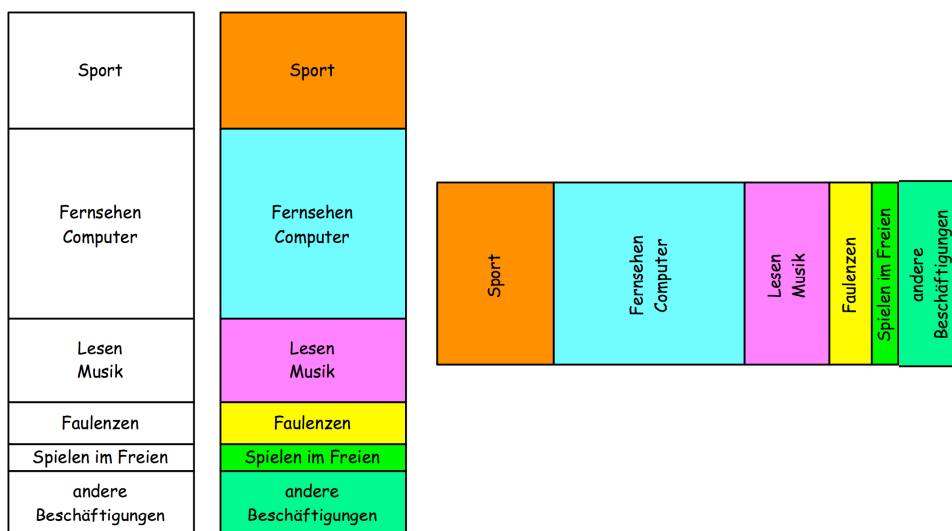 Sport
Fernsehen
Computer
Lesen
Musik
Faulenzen
Spielen im Freien
andere
Beschäftigungen
Sport
Fernsehen
Computer
Lesen
Musik
Faulenzen
Spielen im Freien
andere
Beschäftigungen
Sport
Fernsehen
Computer
Lesen
Musik
Faulenzen
Spielen im Freien
andere
Beschäftigungen